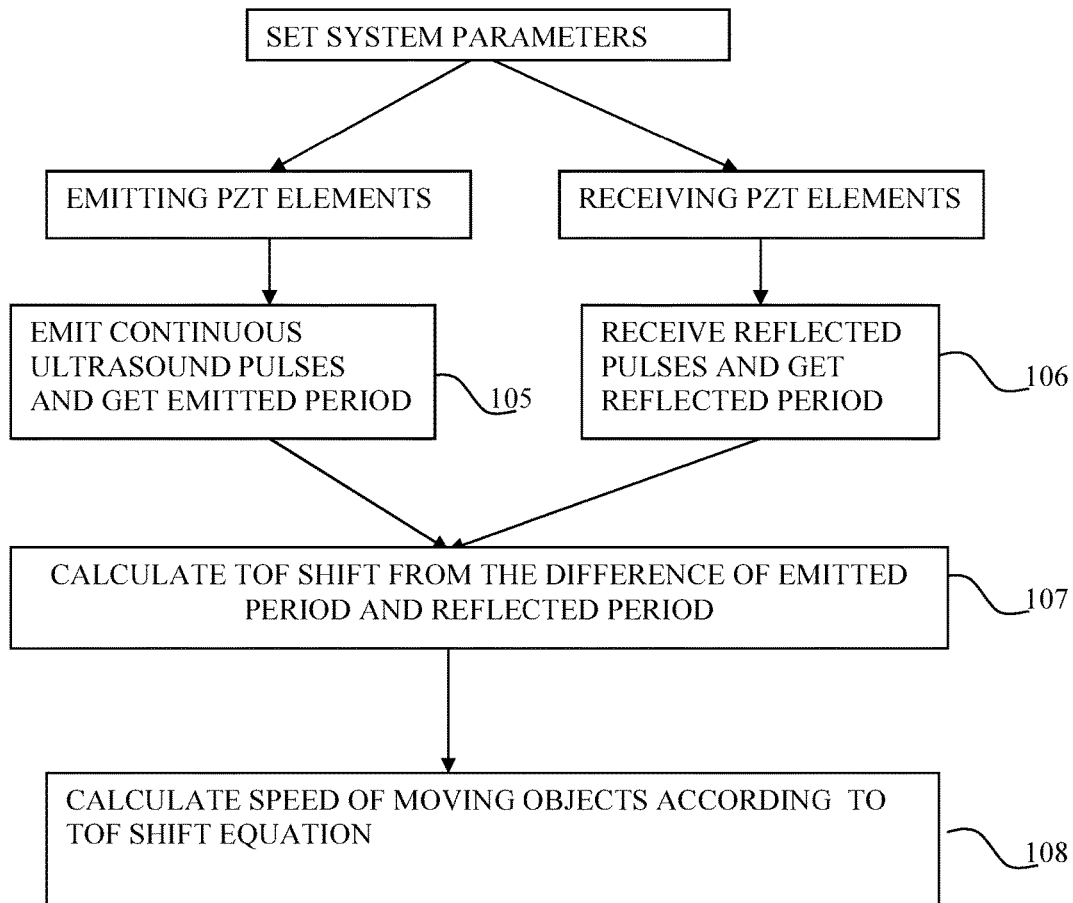 SET SYSTEM PARAMETERS
EMITTING PZT ELEMENTS
RECEIVING PZT ELEMENTS
EMIT CONTINUOUS
ULTRASOUND PULSES
AND GET EMITTED PERIOD
105
RECEIVE REFLECTED
PULSES AND GET
REFLECTED PERIOD
106
CALCULATE TOF SHIFT FROM THE DIFFERENCE OF EMITTED
PERIOD AND REFLECTED PERIOD
107
CALCULATE SPEED OF MOVING OBJECTS ACCORDING TO
TOF SHIFT EQUATION
108